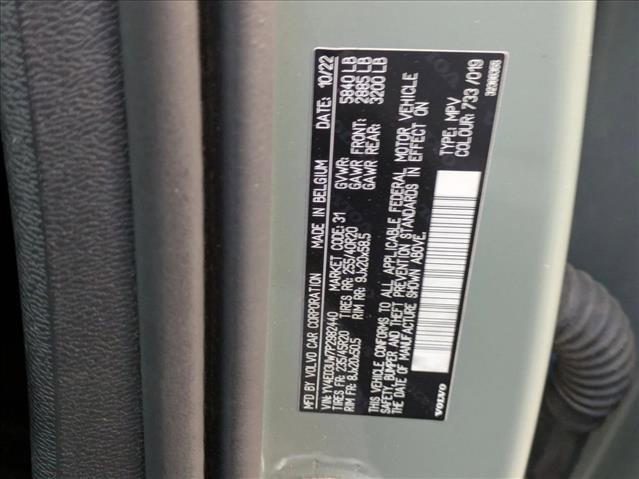 MFD BY VOLVO CAR CORPORATION MADE IN BELGIUM DATE: 10/22
VIN: YV4ED3UW7P2982440 MARKET CODE: 31 GVWR: 5840 LB
TIRES FR: 235/45R20 TIRES RR: 255/40R20 GAWR FRONT: 2885 LB
RIM FR: 8Jx20x50.5 RIM RR: 9Jx20x58.5 GAWR REAR: 3200 LB
THIS VEHICLE CONFORMS TO ALL APPLICABLE FEDERAL MOTOR VEHICLE
SAFETY, BUMPER AND THEFT PREVENTION STANDARDS IN EFFECT ON
THE DATE OF MANUFACTURE SHOWN ABOVE.
TYPE: MPV
COLOUR: 733 /019
VOLVO